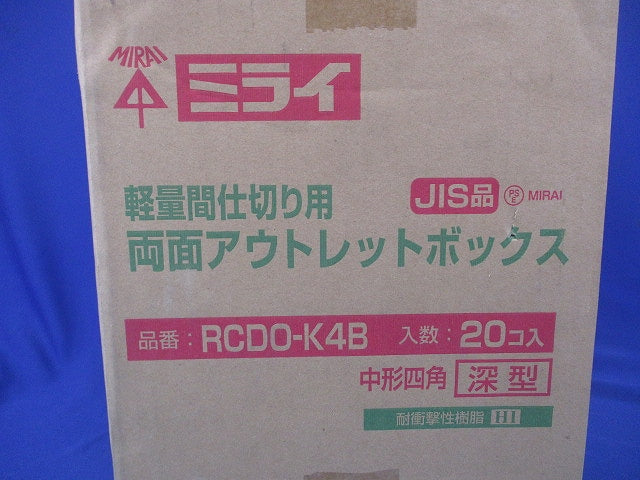 MIRAI
ミライ
軽量間仕切り用 JIS品 PSE MIRAI
両面アウトレットボックス
品番：RCDO-K4B 入数：20コ入
中形四角 深型
耐衝撃性樹脂 HI